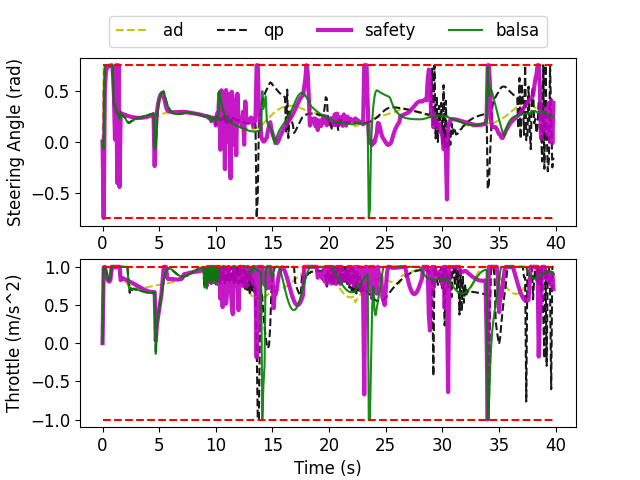 ad qp safety balsa
Steering Angle (rad)
0.5
0.0
−0.5
0 5 10 15 20 25 30 35 40
Throttle (m/s^2)
1.0
0.5
0.0
−0.5
−1.0
0 5 10 15 20 25 30 35 40
Time (s)